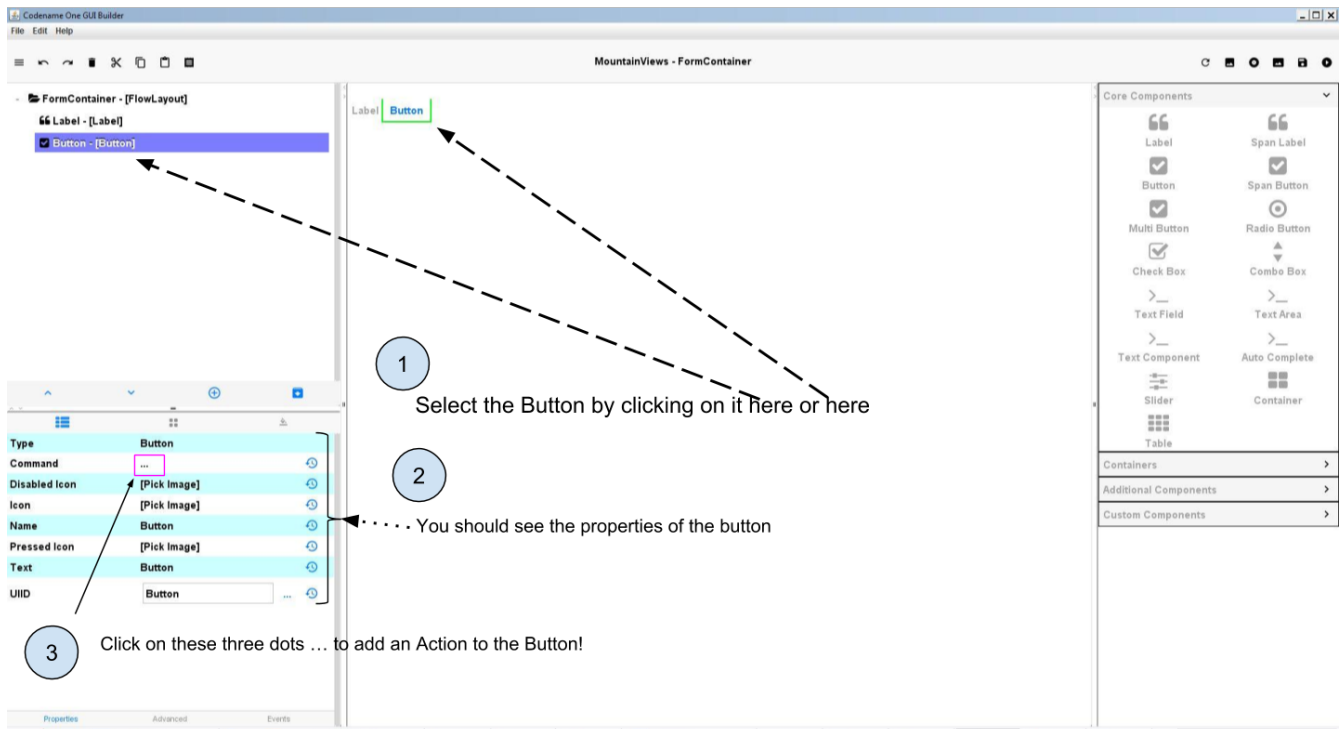 Codename One GUI Builder
File Edit Help
MountainViews - FormContainer
FormContainer - [FlowLayout]
Label - [Label]
Button - [Button]
Label Button
1
Select the Button by clicking on it here or here
Type Button
Command ...
Disabled Icon [Pick Image]
Icon [Pick Image]
Name Button
Pressed Icon [Pick Image]
Text Button
UIID Button ...
2
You should see the properties of the button
3
Click on these three dots … to add an Action to the Button!
Properties Advanced Events
Core Components
Label Span Label
Button Span Button
Multi Button Radio Button
Check Box Combo Box
Text Field Text Area
Text Component Auto Complete
Slider Container
Table
Containers
Additional Components
Custom Components